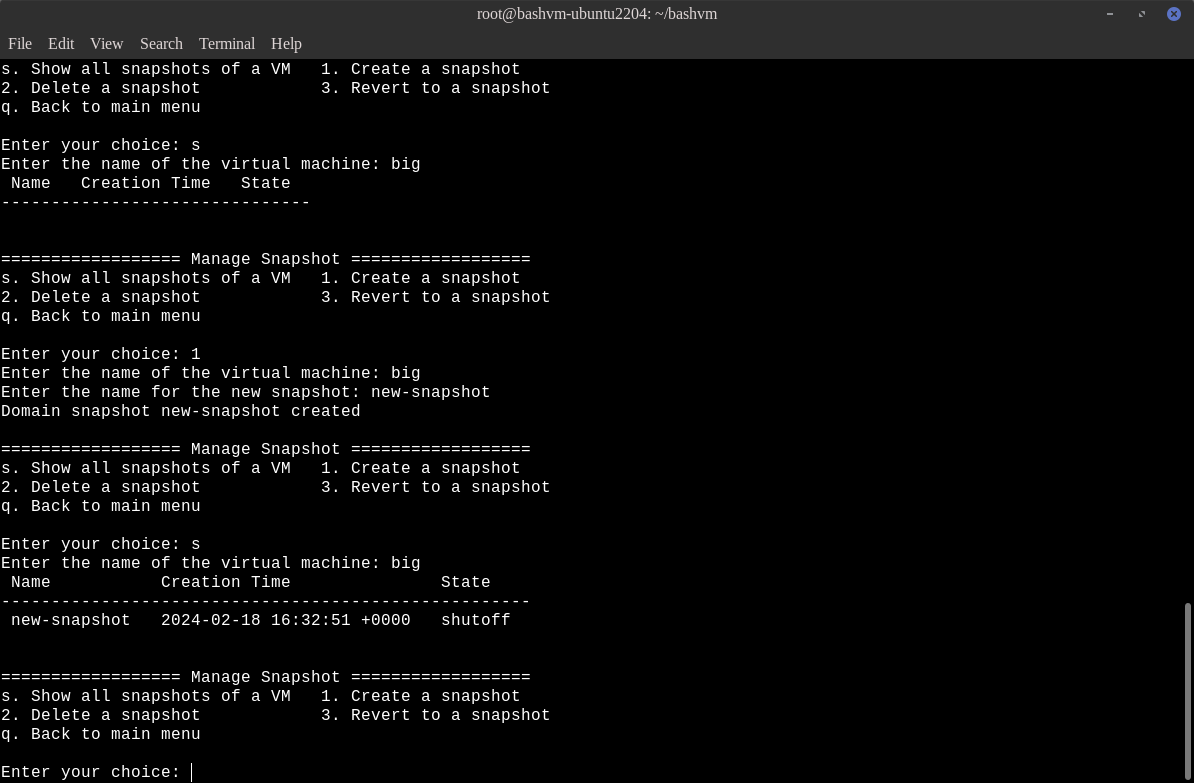 root@bashvm-ubuntu2204: ~/bashvm
File Edit View Search Terminal Help
s. Show all snapshots of a VM   1. Create a snapshot
2. Delete a snapshot            3. Revert to a snapshot
q. Back to main menu

Enter your choice: s
Enter the name of the virtual machine: big
 Name   Creation Time   State
-------------------------------


================== Manage Snapshot ==================
s. Show all snapshots of a VM   1. Create a snapshot
2. Delete a snapshot            3. Revert to a snapshot
q. Back to main menu

Enter your choice: 1
Enter the name of the virtual machine: big
Enter the name for the new snapshot: new-snapshot
Domain snapshot new-snapshot created

================== Manage Snapshot ==================
s. Show all snapshots of a VM   1. Create a snapshot
2. Delete a snapshot            3. Revert to a snapshot
q. Back to main menu

Enter your choice: s
Enter the name of the virtual machine: big
 Name           Creation Time               State
-----------------------------------------------------
 new-snapshot   2024-02-18 16:32:51 +0000   shutoff


================== Manage Snapshot ==================
s. Show all snapshots of a VM   1. Create a snapshot
2. Delete a snapshot            3. Revert to a snapshot
q. Back to main menu

Enter your choice: